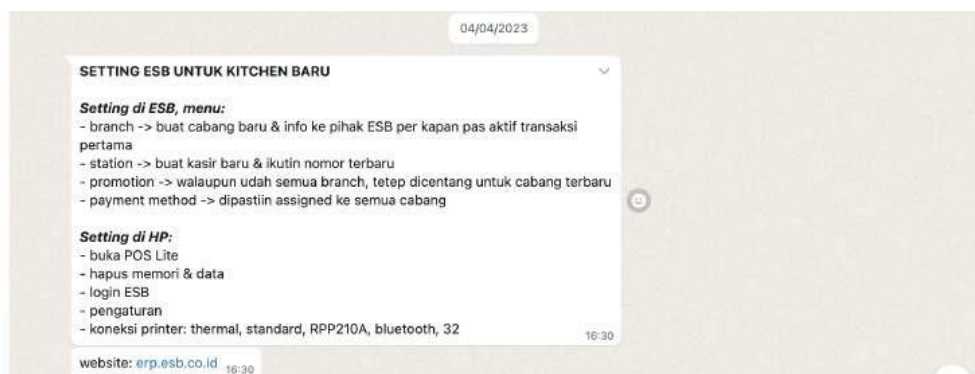 04/04/2023
SETTING ESB UNTUK KITCHEN BARU
Setting di ESB, menu:
- branch -> buat cabang baru & info ke pihak ESB per kapan pas aktif transaksi
pertama
- station -> buat kasir baru & ikutin nomor terbaru
- promotion -> walaupun udah semua branch, tetep dicentang untuk cabang terbaru
- payment method -> dipastiin assigned ke semua cabang
Setting di HP:
- buka POS Lite
- hapus memori & data
- login ESB
- pengaturan
- koneksi printer: thermal, standard, RPP210A, bluetooth, 32
16:30
website: erp.esb.co.id 16:30